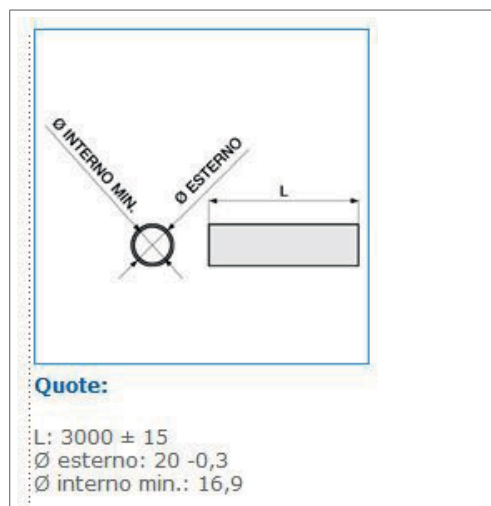 Ø INTERNO MIN.
Ø ESTERNO
L
Quote:
L: 3000 ± 15
Ø esterno: 20 -0,3
Ø interno min.: 16,9